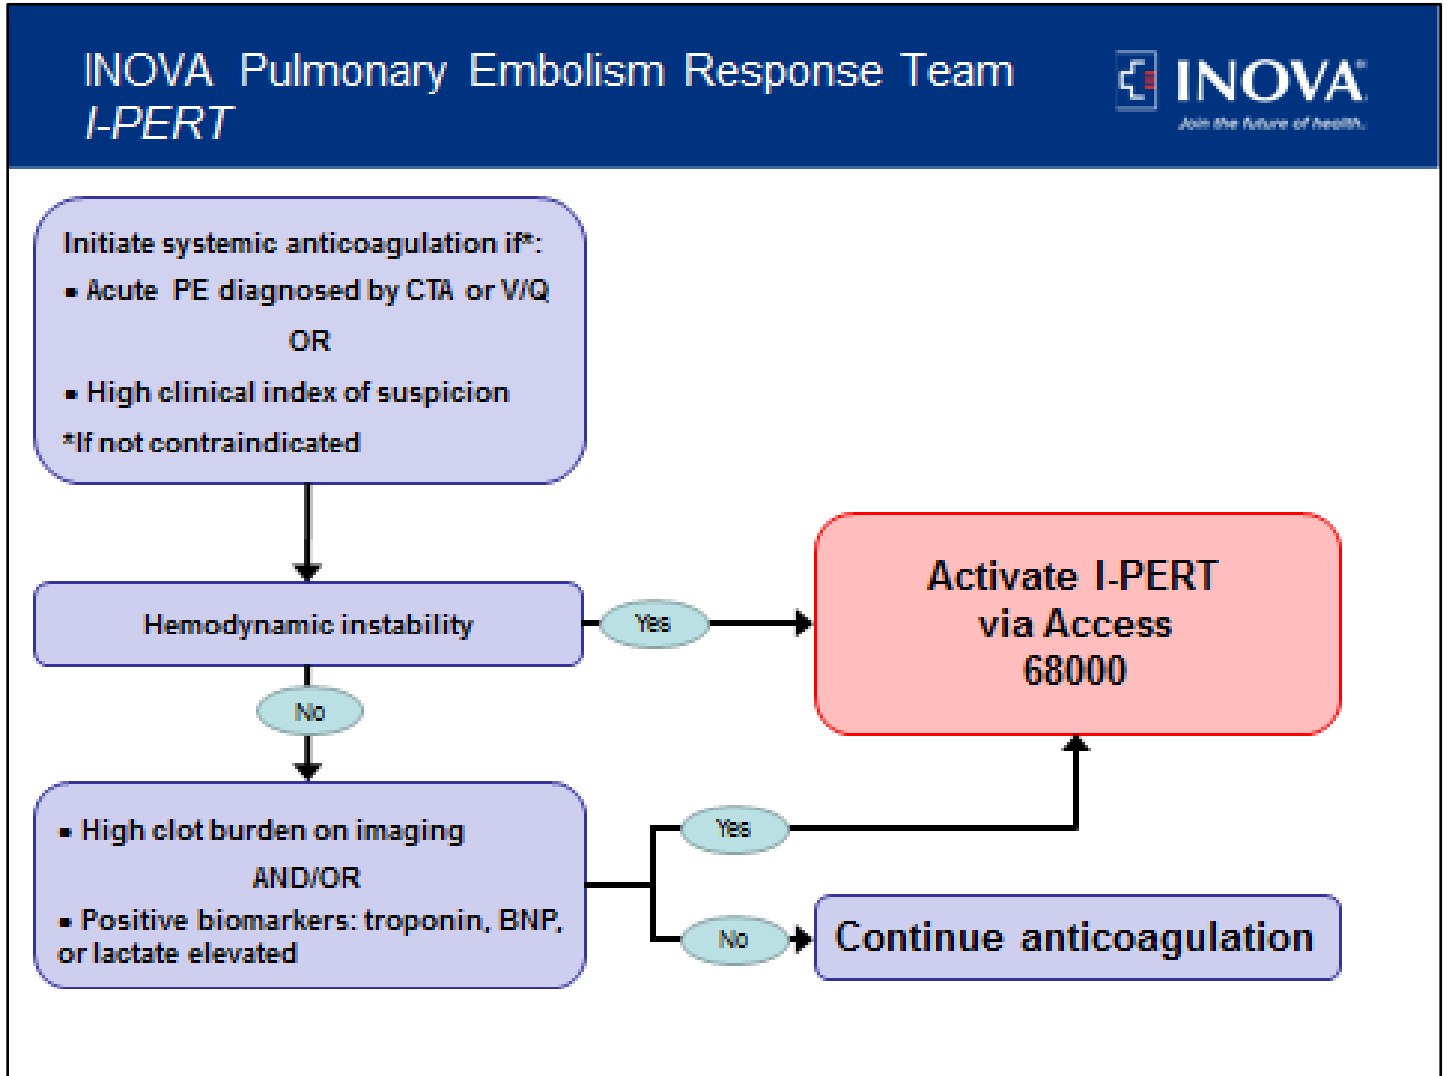 INOVA Pulmonary Embolism Response Team
I-PERT
INOVA®
Join the future of health.
Initiate systemic anticoagulation if*:
• Acute PE diagnosed by CTA or V/Q
OR
• High clinical index of suspicion
*If not contraindicated
Hemodynamic instability
Yes
Activate I-PERT
via Access
68000
No
• High clot burden on imaging
AND/OR
• Positive biomarkers: troponin, BNP,
or lactate elevated
Yes
No
Continue anticoagulation